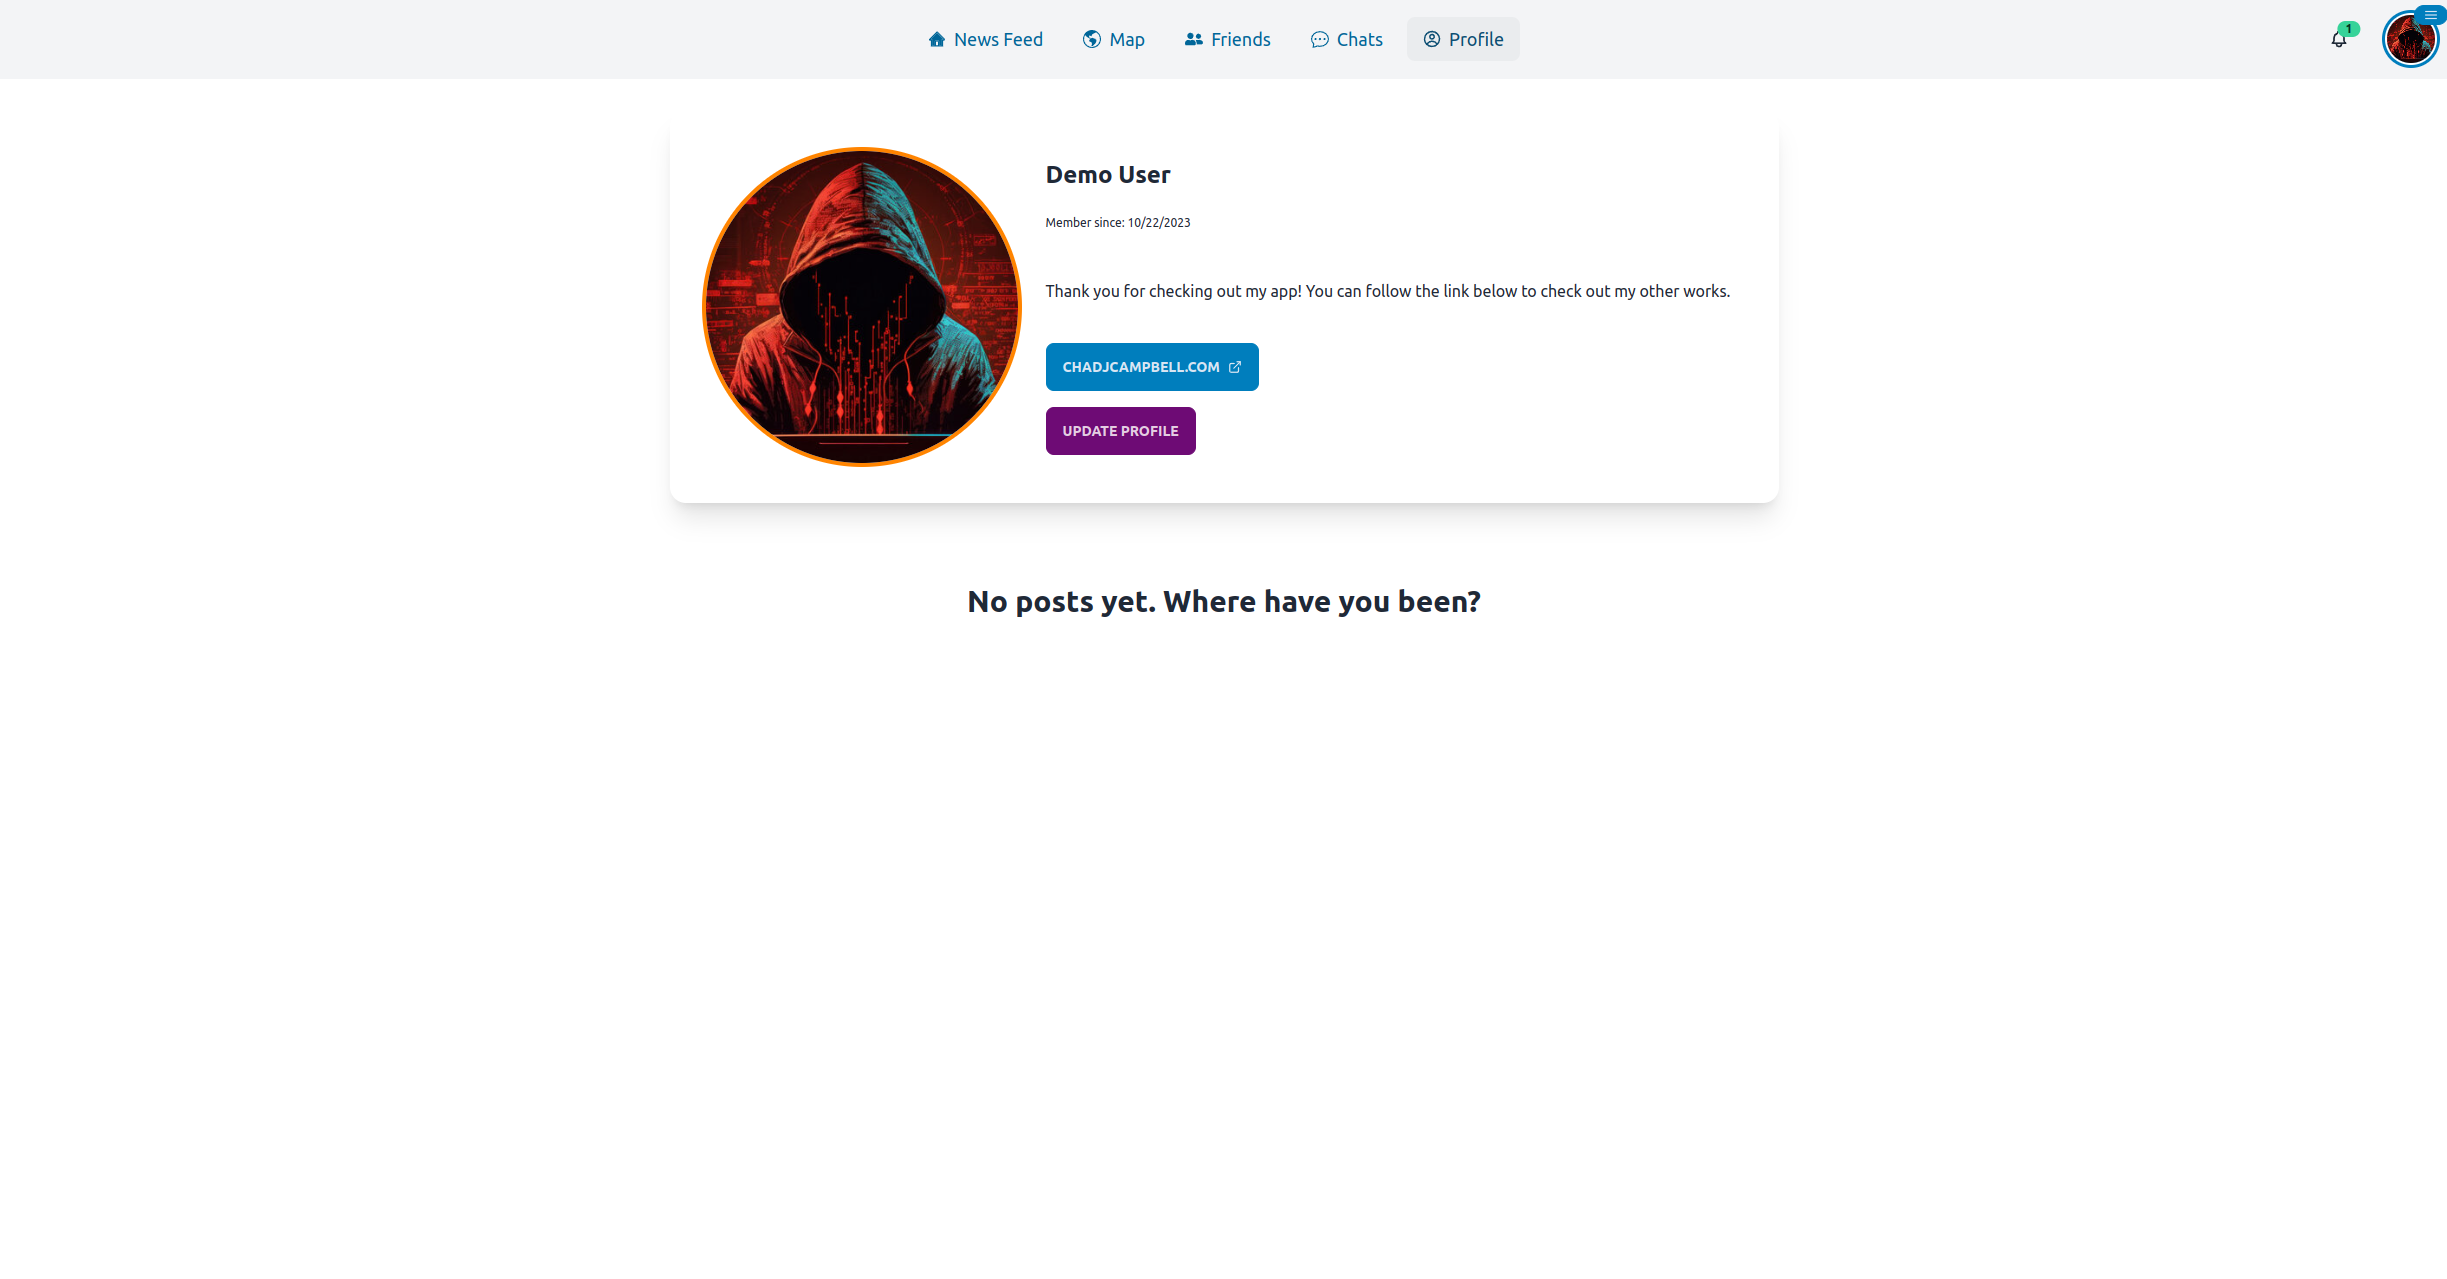 News Feed Map Friends Chats Profile 1
Demo User
Member since: 10/22/2023
Thank you for checking out my app! You can follow the link below to check out my other works.
CHADJCAMPBELL.COM
UPDATE PROFILE
No posts yet. Where have you been?